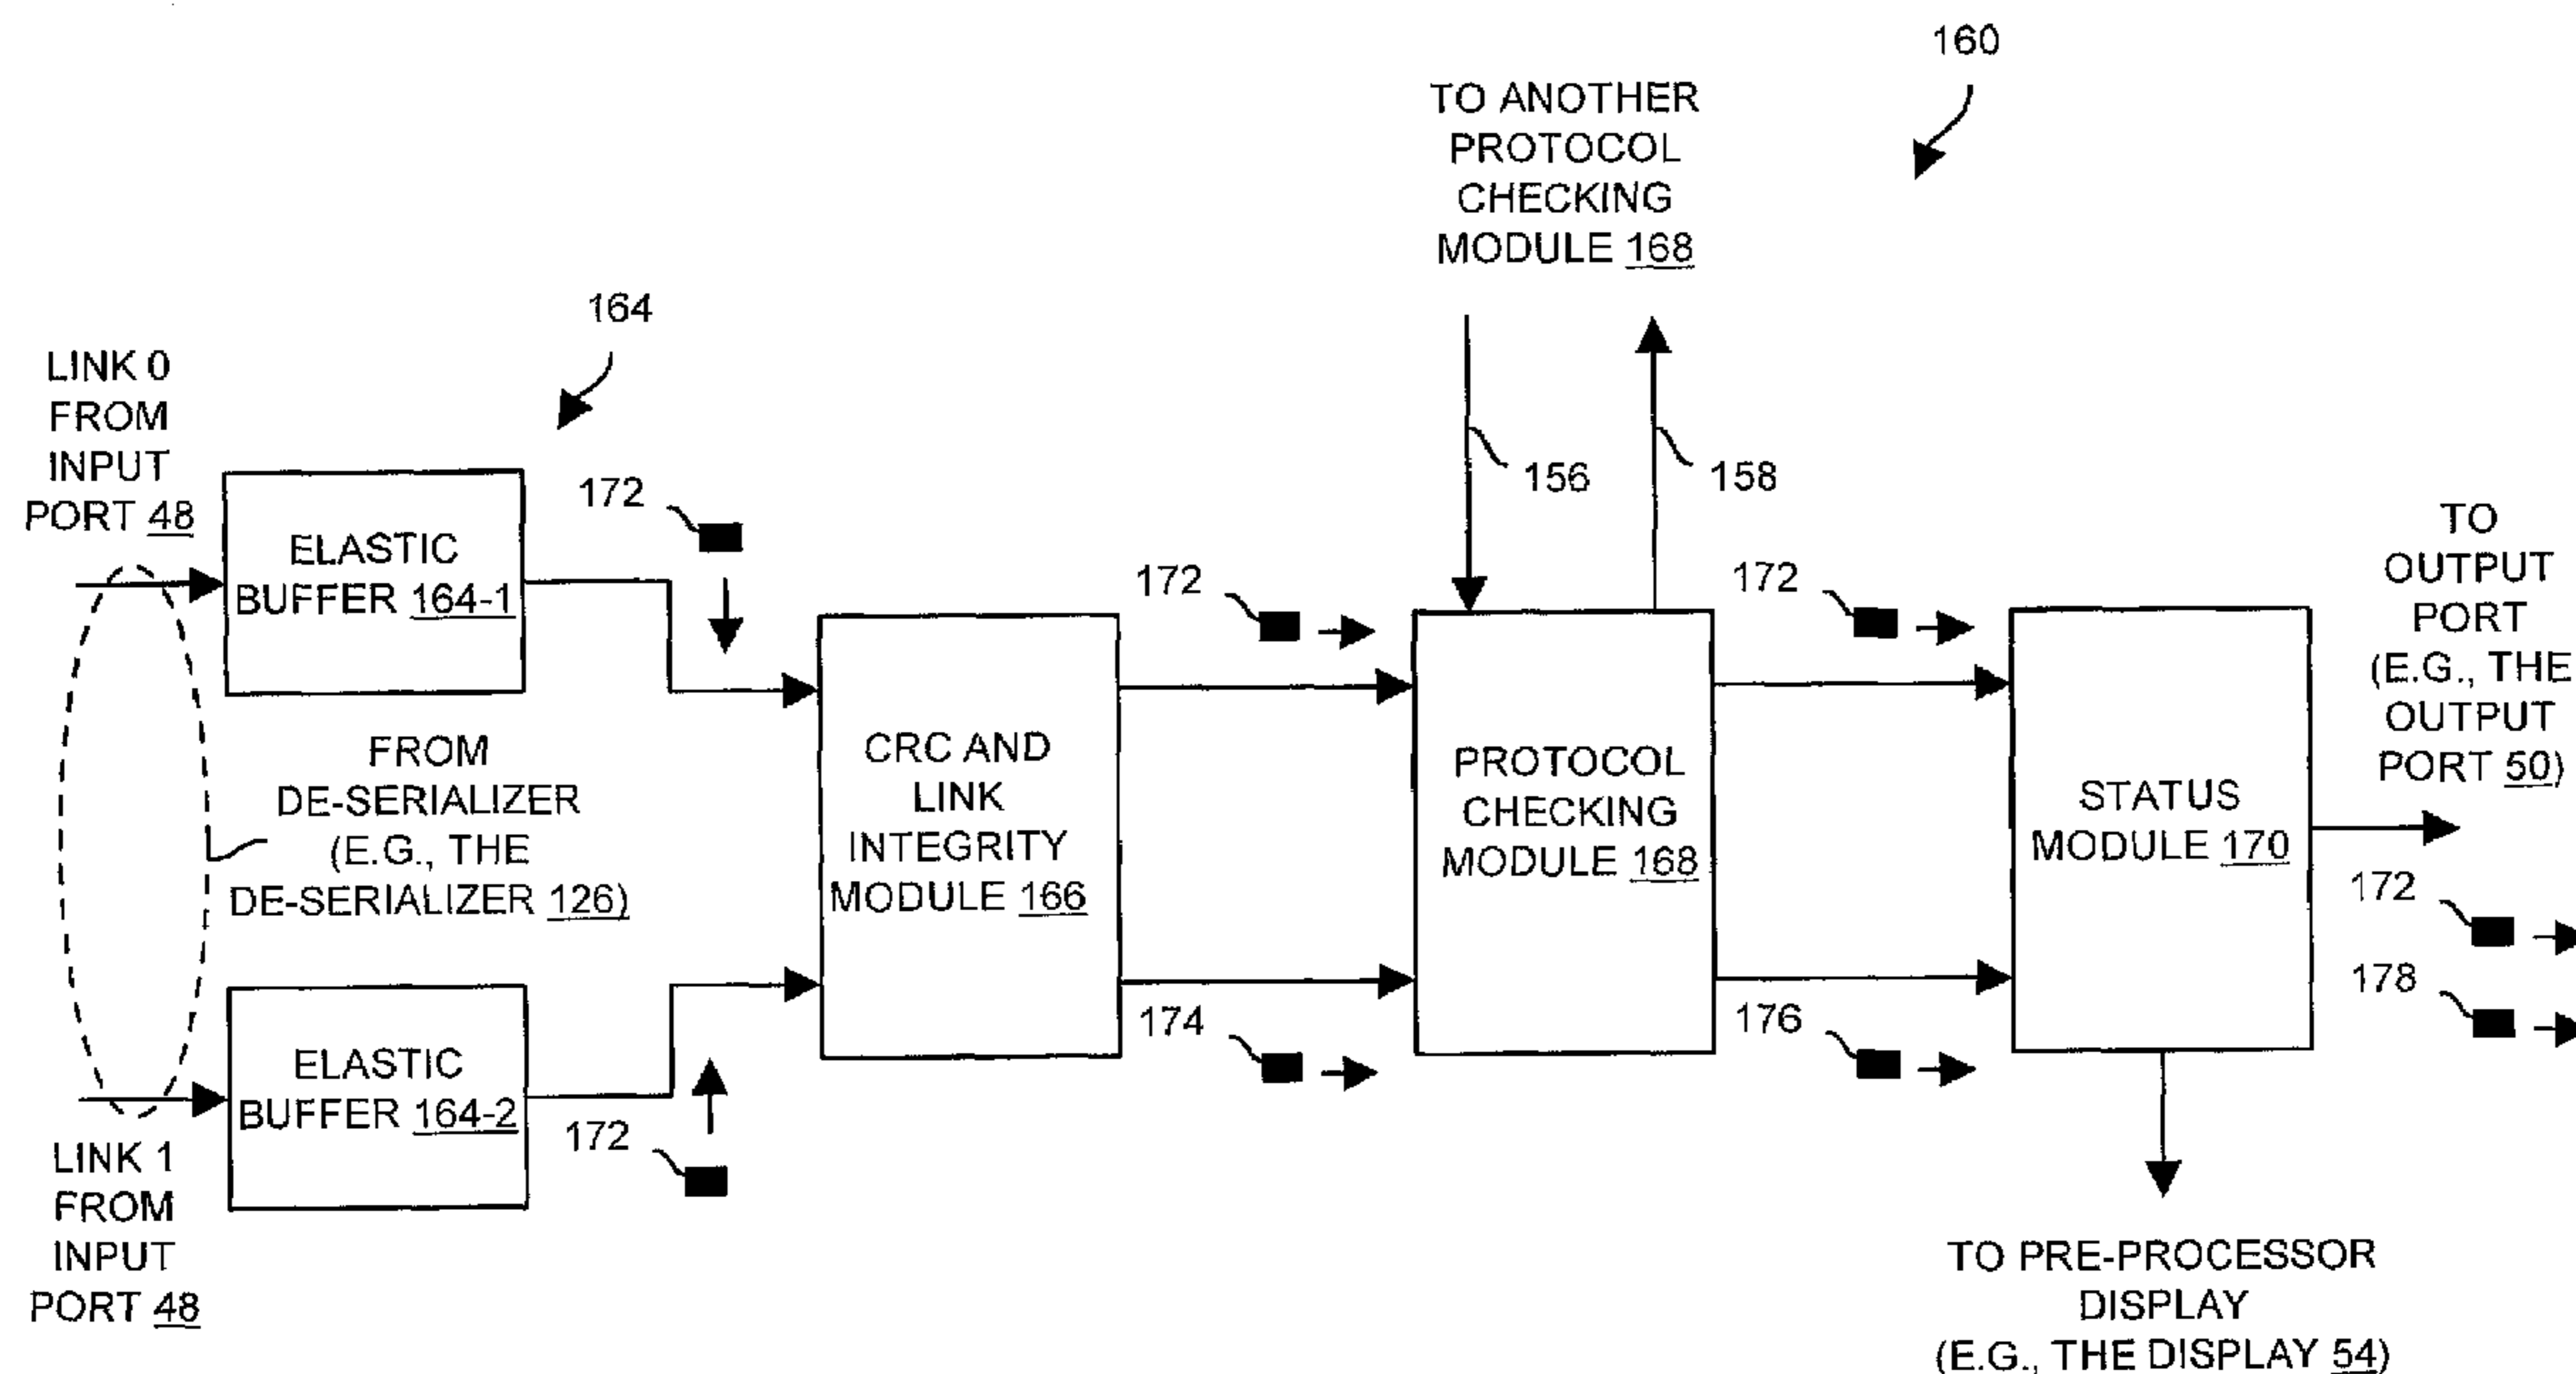 160
TO ANOTHER
PROTOCOL
CHECKING
MODULE 168
164
LINK 0
FROM
INPUT
PORT 48
172
156
158
ELASTIC
BUFFER 164-1
172
172
TO
OUTPUT
PORT
(E.G., THE
OUTPUT
PORT 50)
FROM
DE-SERIALIZER
(E.G., THE
DE-SERIALIZER 126)
CRC AND
LINK
INTEGRITY
MODULE 166
PROTOCOL
CHECKING
MODULE 168
STATUS
MODULE 170
172
178
174
176
ELASTIC
BUFFER 164-2
172
LINK 1
FROM
INPUT
PORT 48
TO PRE-PROCESSOR
DISPLAY
(E.G., THE DISPLAY 54)